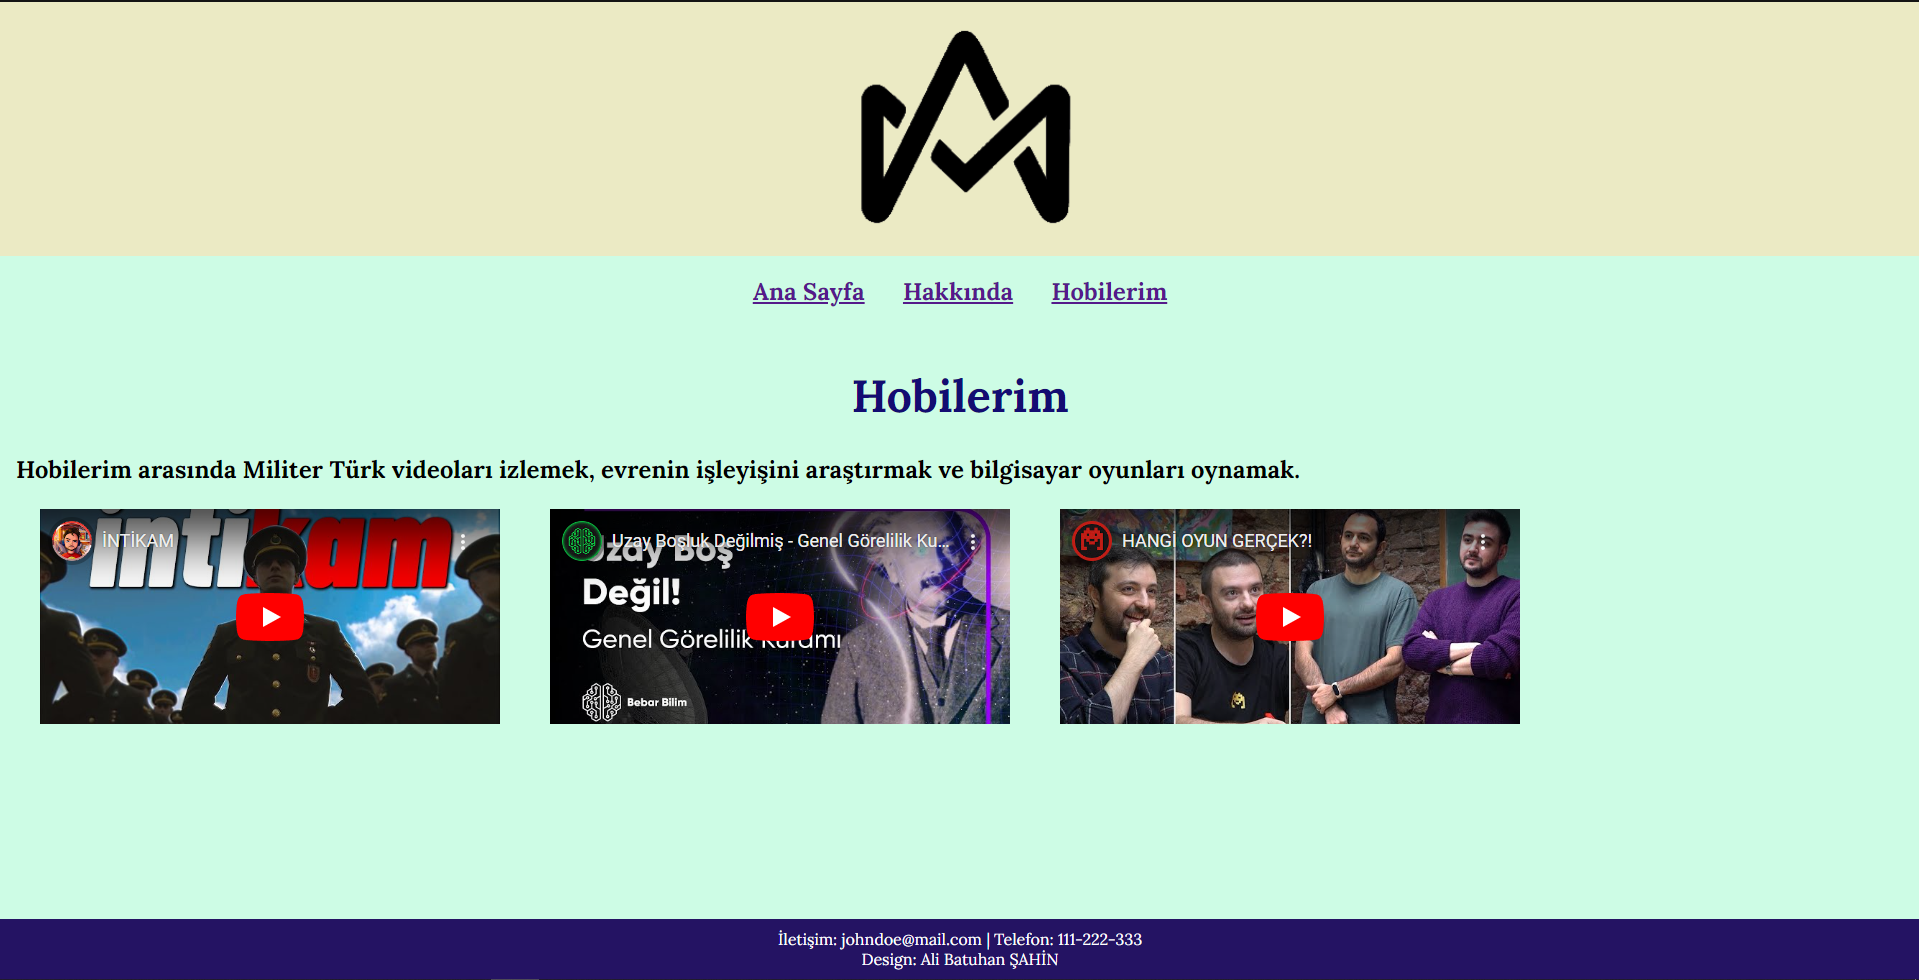 Ana Sayfa Hakkında Hobilerim
Hobilerim
Hobilerim arasında Militer Türk videoları izlemek, evrenin işleyişini araştırmak ve bilgisayar oyunları oynamak.
İNTİKAM
intikam
Uzay Boşluk Değilmiş - Genel Görelilik Ku...
Uzay Boş
Değil!
Genel Görelilik Kuramı
Bebar Bilim
HANGİ OYUN GERÇEK?!
İletişim: johndoe@mail.com | Telefon: 111-222-333
Design: Ali Batuhan ŞAHİN